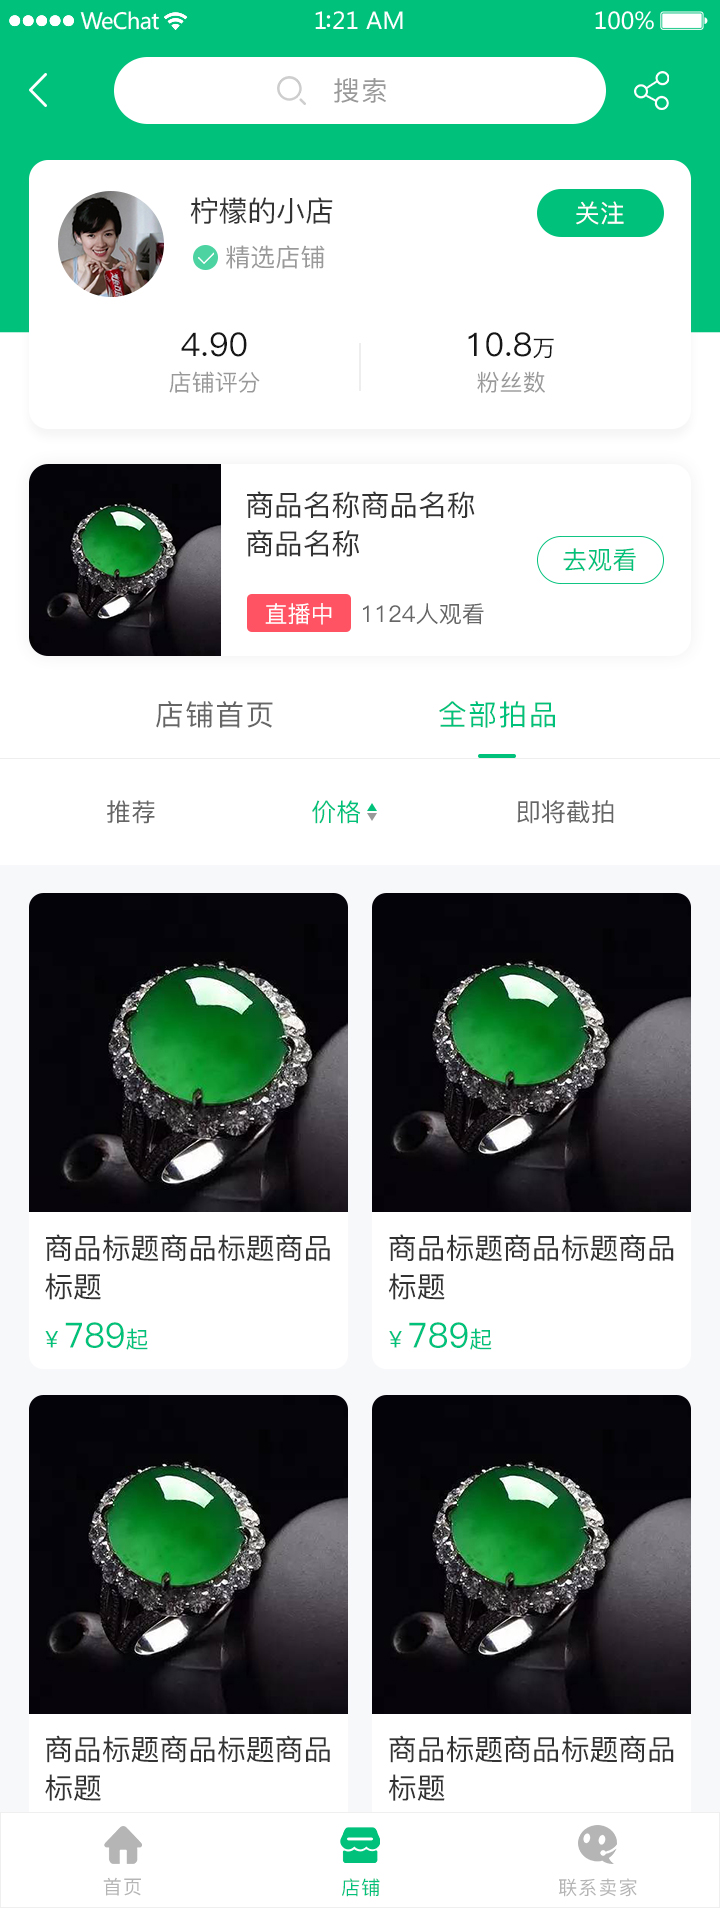 WeChat 1:21 AM 100%
搜索
柠檬的小店 关注
精选店铺
4.90 10.8万
店铺评分 粉丝数
商品名称商品名称
商品名称
去观看
直播中 1124人观看
店铺首页 全部拍品
推荐 价格 即将截拍
商品标题商品标题商品 商品标题商品标题商品
标题 标题
¥ 789起 ¥ 789起
商品标题商品标题商品 商品标题商品标题商品
标题 标题
首页 店铺 联系卖家